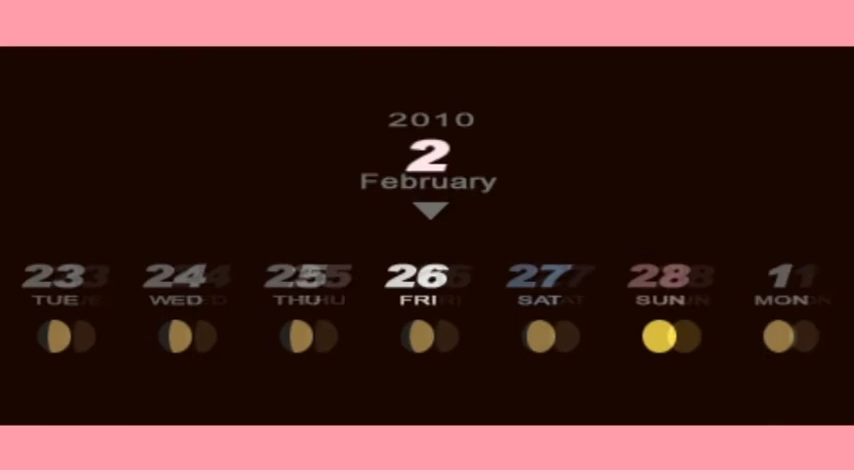 2010
2
February
23 24 25 26 27 28 1
TUE WED THU FRI SAT SUN MON